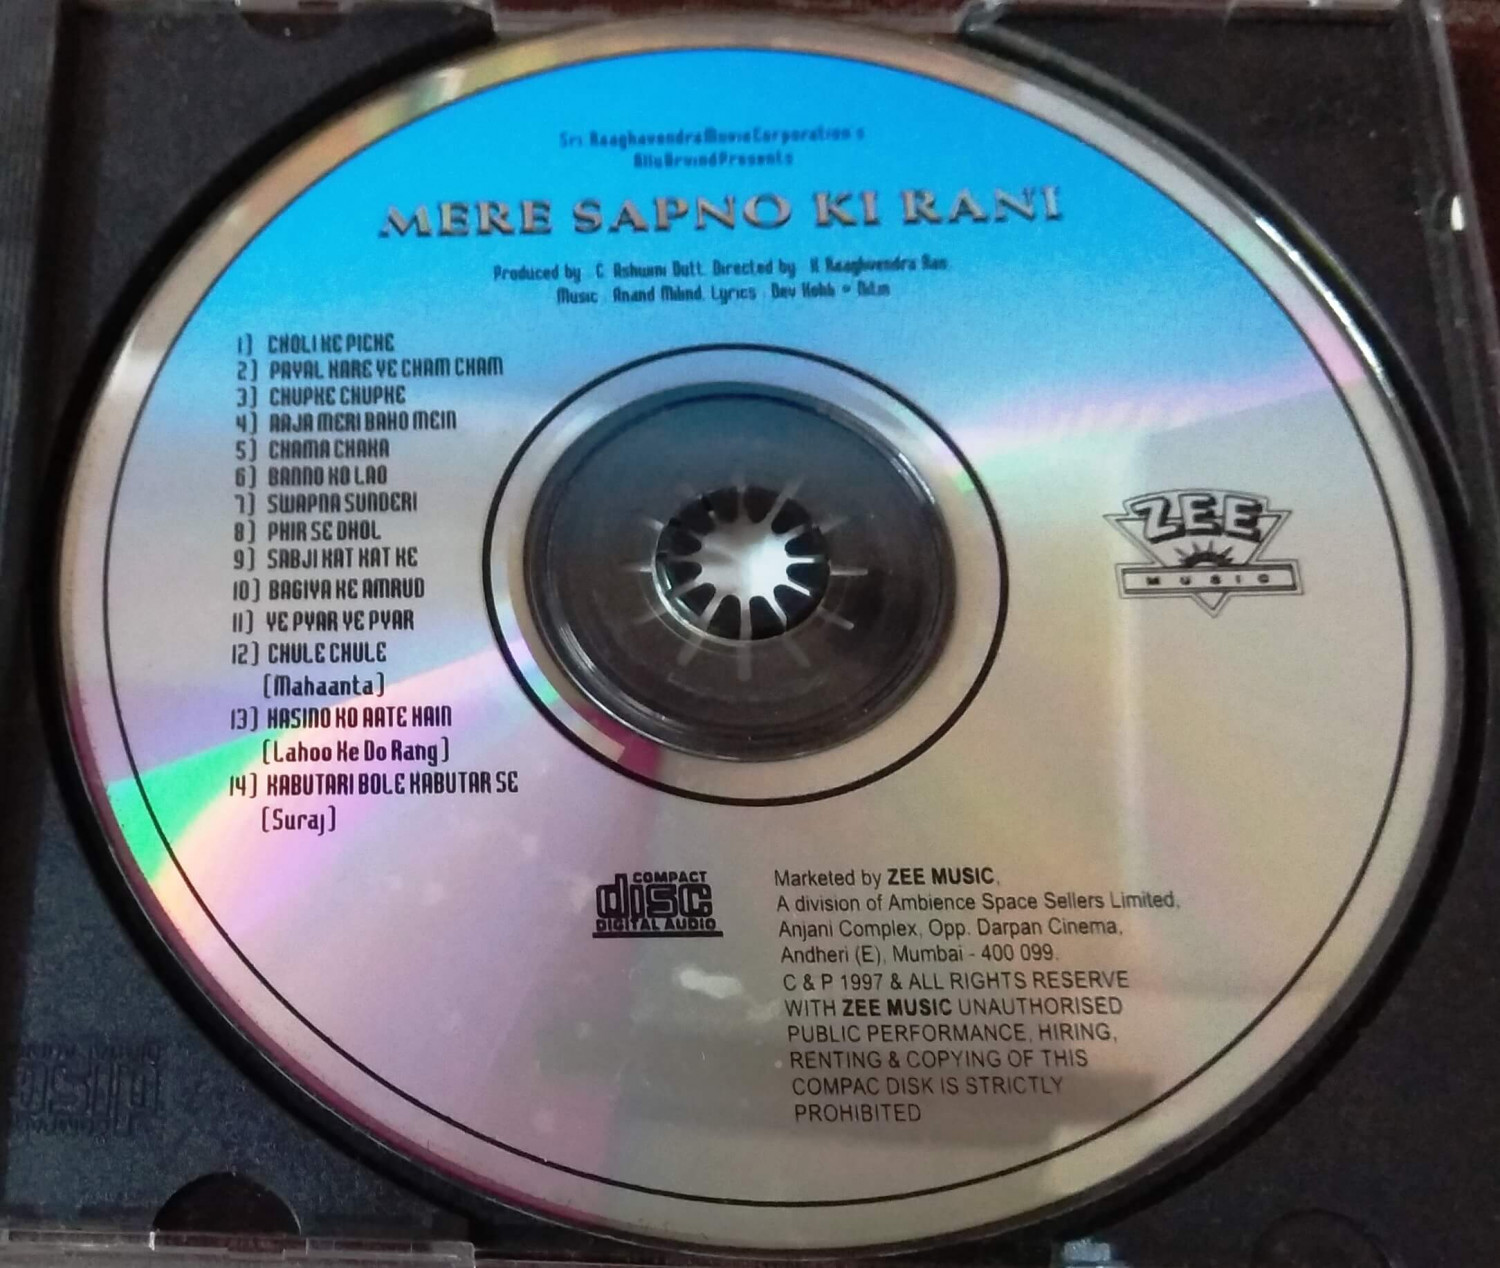 Sri Raaghavendra Movie Corporation's
Allu Arvind Presents
MERE SAPNO KI RANI
Produced by : C. Ashwini Dutt. Directed by : K Raaghvendra Rao
Music : Anand Milind. Lyrics : Dev Kohli • Nitin
1) CHOLI KE PICHE
2) PAYAL KARE YE CHAM CHAM
3) CHUPKE CHUPKE
4) AAJA MERI BAHO MEIN
5) CHAMA CHAKA
6) BANNO KO LAO
7) SWAPNA SUNDERI
8) PHIR SE DHOL
9) SABJI KAT KAT KE
10) BAGIYA KE AMRUD
11) YE PYAR YE PYAR
12) CHULE CHULE
(Mahaanta)
13) HASINO KO AATE HAIN
(Lahoo Ke Do Rang)
14) KABUTARI BOLE KABUTAR SE
(Suraj)
ZEE
MUSIC
COMPACT
disc
DIGITAL AUDIO
Marketed by ZEE MUSIC,
A division of Ambience Space Sellers Limited,
Anjani Complex, Opp. Darpan Cinema,
Andheri (E), Mumbai - 400 099.
C & P 1997 & ALL RIGHTS RESERVE
WITH ZEE MUSIC UNAUTHORISED
PUBLIC PERFORMANCE, HIRING,
RENTING & COPYING OF THIS
COMPAC DISK IS STRICTLY
PROHIBITED